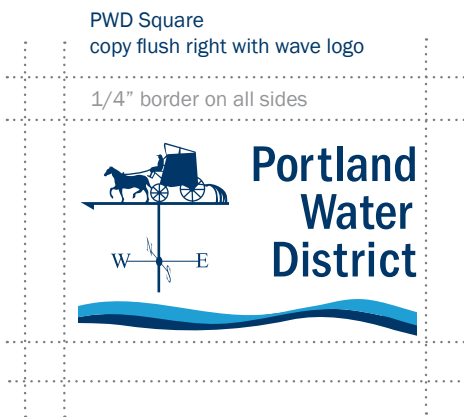 PWD Square
copy flush right with wave logo
1/4” border on all sides
Portland
Water
District
N
W E
S